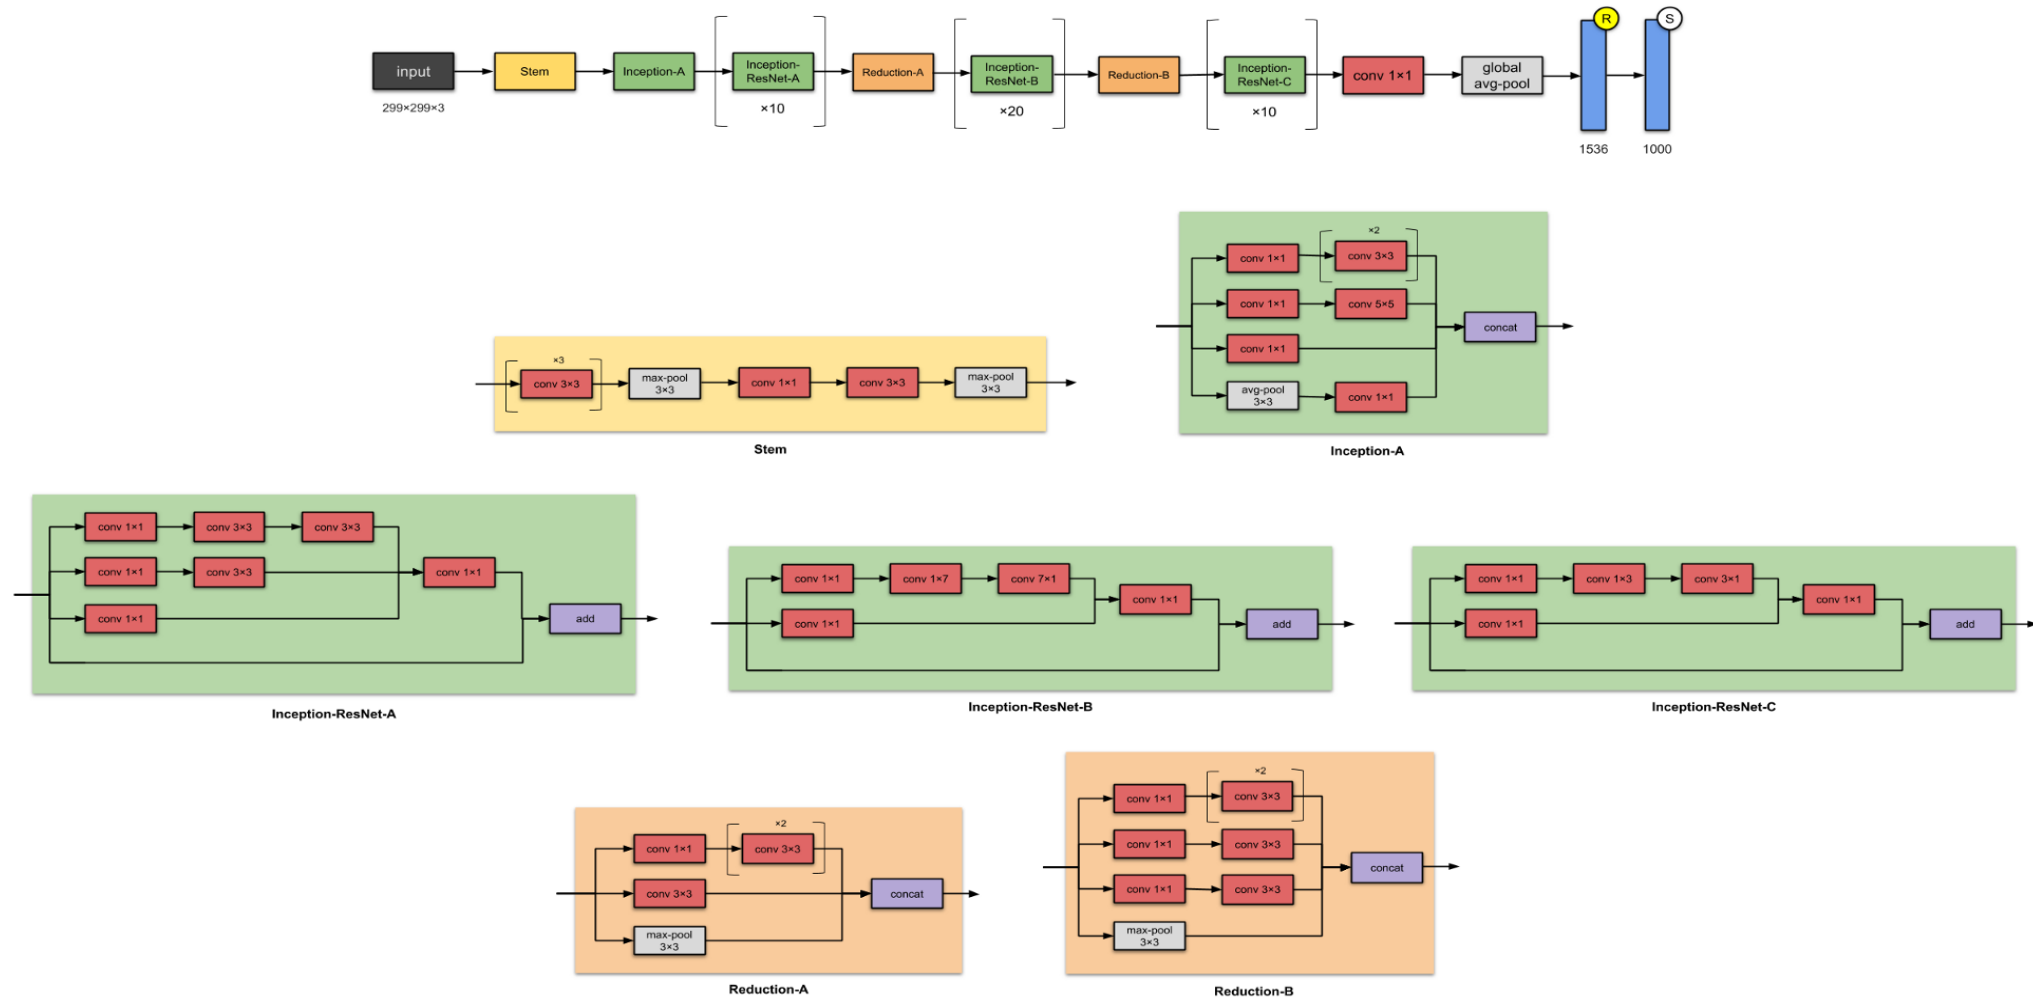 input
299×299×3
Stem
Inception-A
Inception-
ResNet-A
×10
Reduction-A
Inception-
ResNet-B
×20
Reduction-B
Inception-
ResNet-C
×10
conv 1×1
global
avg-pool
R
1536
S
1000
×3
conv 3×3
max-pool
3×3
conv 1×1
conv 3×3
max-pool
3×3
Stem
conv 1×1
×2
conv 3×3
conv 1×1
conv 5×5
conv 1×1
avg-pool
3×3
conv 1×1
concat
Inception-A
conv 1×1
conv 3×3
conv 3×3
conv 1×1
conv 3×3
conv 1×1
conv 1×1
add
Inception-ResNet-A
conv 1×1
conv 1×7
conv 7×1
conv 1×1
conv 1×1
add
Inception-ResNet-B
conv 1×1
conv 1×3
conv 3×1
conv 1×1
conv 1×1
add
Inception-ResNet-C
conv 1×1
×2
conv 3×3
conv 3×3
max-pool
3×3
concat
Reduction-A
conv 1×1
×2
conv 3×3
conv 1×1
conv 3×3
conv 1×1
conv 3×3
max-pool
3×3
concat
Reduction-B